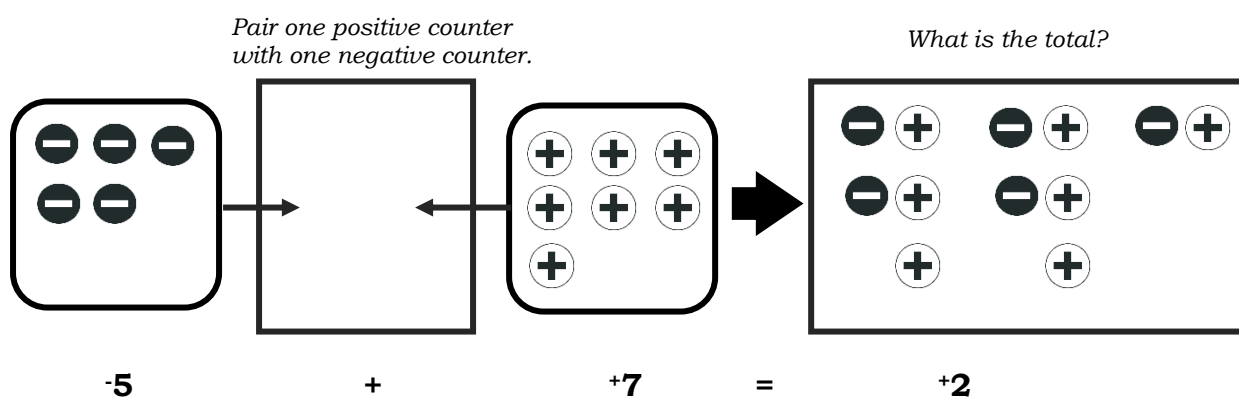 Pair one positive counter
with one negative counter.
What is the total?
-5 + +7 = +2